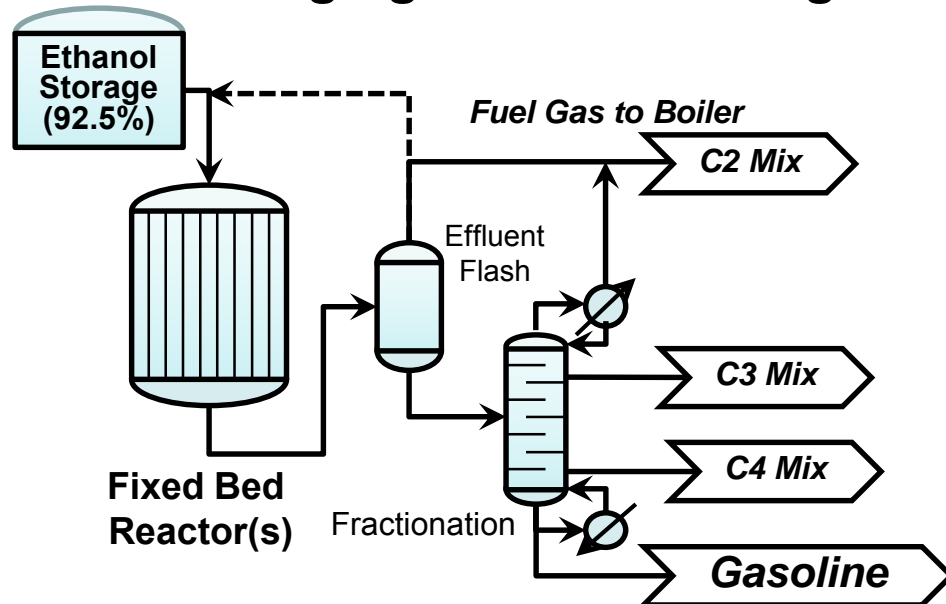 Ethanol
Storage
(92.5%)
Fuel Gas to Boiler
C2 Mix
Effluent
Flash
C3 Mix
C4 Mix
Fixed Bed
Reactor(s)
Fractionation
Gasoline